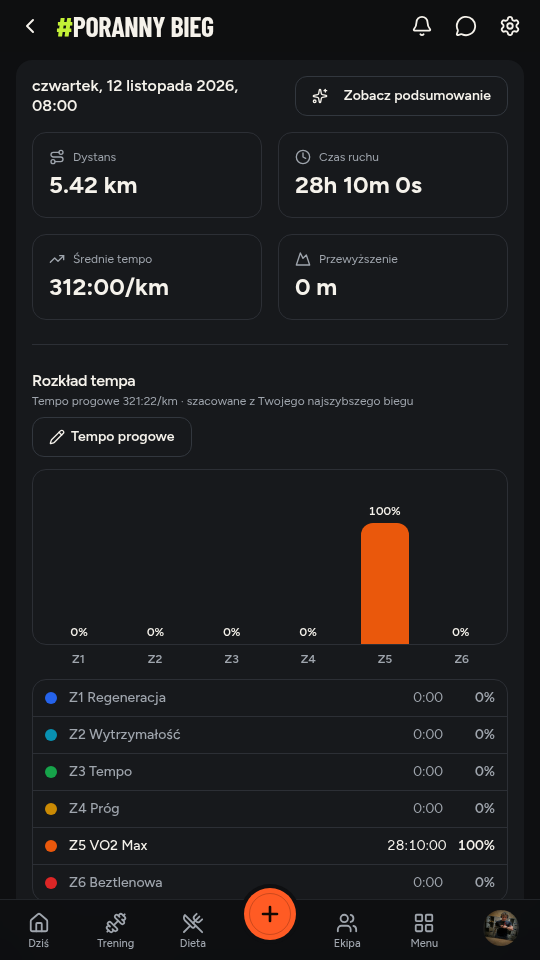 #PORANNY BIEG
czwartek, 12 listopada 2026,
08:00
Zobacz podsumowanie
Dystans
5.42 km
Czas ruchu
28h 10m 0s
Średnie tempo
312:00/km
Przewyższenie
0 m
Rozkład tempa
Tempo progowe 321:22/km · szacowane z Twojego najszybszego biegu
Tempo progowe
100%
0% 0% 0% 0% 0%
Z1 Z2 Z3 Z4 Z5 Z6
Z1 Regeneracja 0:00 0%
Z2 Wytrzymałość 0:00 0%
Z3 Tempo 0:00 0%
Z4 Próg 0:00 0%
Z5 VO2 Max 28:10:00 100%
Z6 Beztlenowa 0:00 0%
Dziś Trening Dieta Ekipa Menu